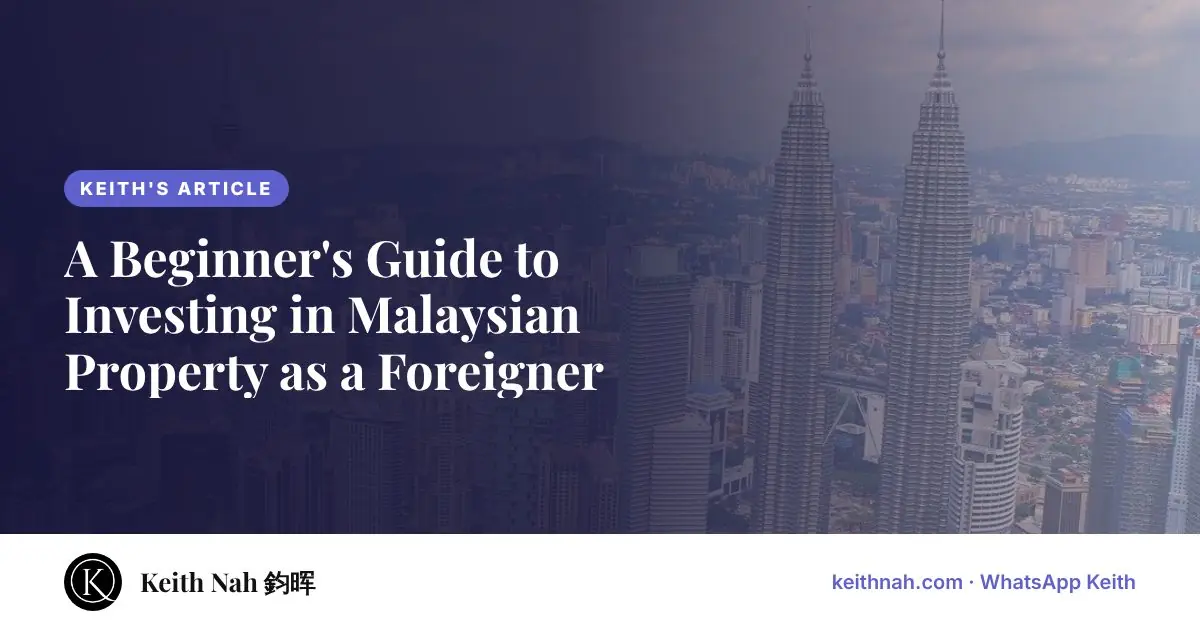 KEITH'S ARTICLE
A Beginner's Guide to
Investing in Malaysian
Property as a Foreigner
K
Keith Nah 鈞晖
keithnah.com · WhatsApp Keith